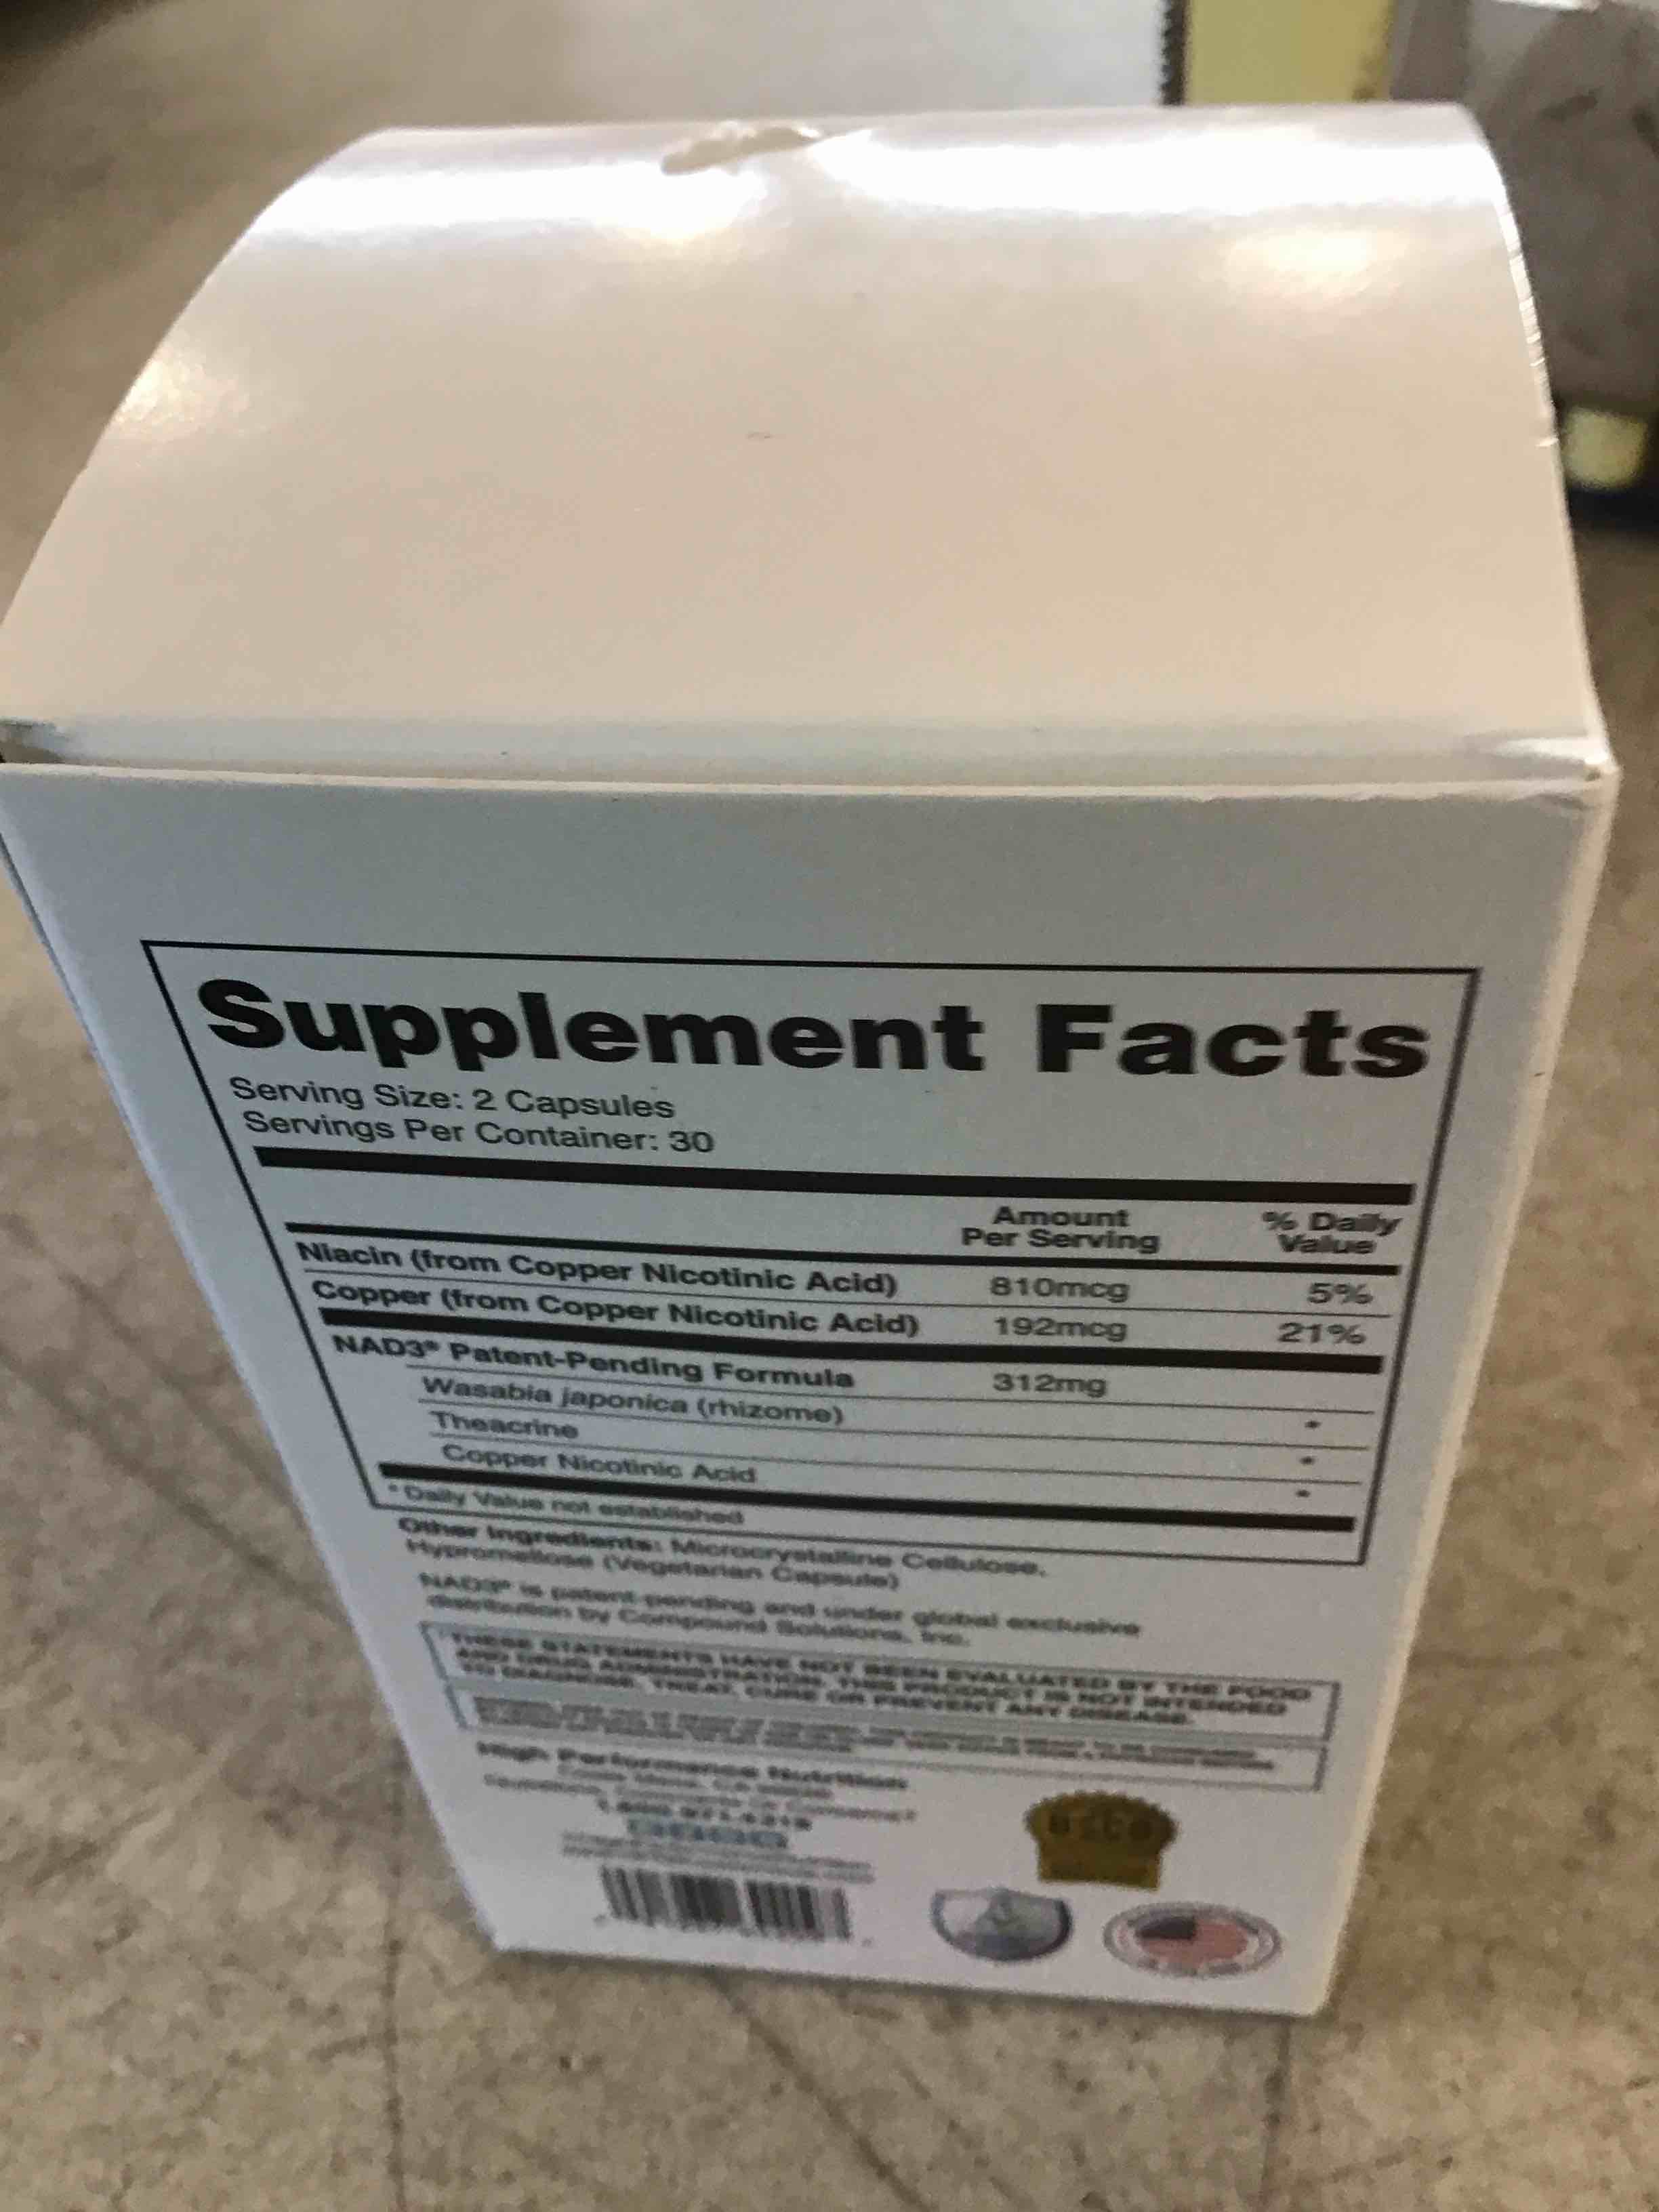 Supplement Facts
Serving Size: 2 Capsules
Servings Per Container: 30
Amount Per Serving
% Daily Value
Niacin (from Copper Nicotinic Acid) 810mcg 5%
Copper (from Copper Nicotinic Acid) 192mcg 21%
NAD3® Patent-Pending Formula 312mg
Wasabia japonica (rhizome) *
Theacrine *
Copper Nicotinic Acid *
* Daily Value not established
Other Ingredients: Microcrystalline Cellulose,
Hypromellose (Vegetarian Capsule)
NAD3® is patent-pending and under global exclusive
distribution by Compound Solutions, Inc.
THESE STATEMENTS HAVE NOT BEEN EVALUATED BY THE FOOD
AND DRUG ADMINISTRATION. THIS PRODUCT IS NOT INTENDED
TO DIAGNOSE, TREAT, CURE OR PREVENT ANY DISEASE.
High Performance Nutrition